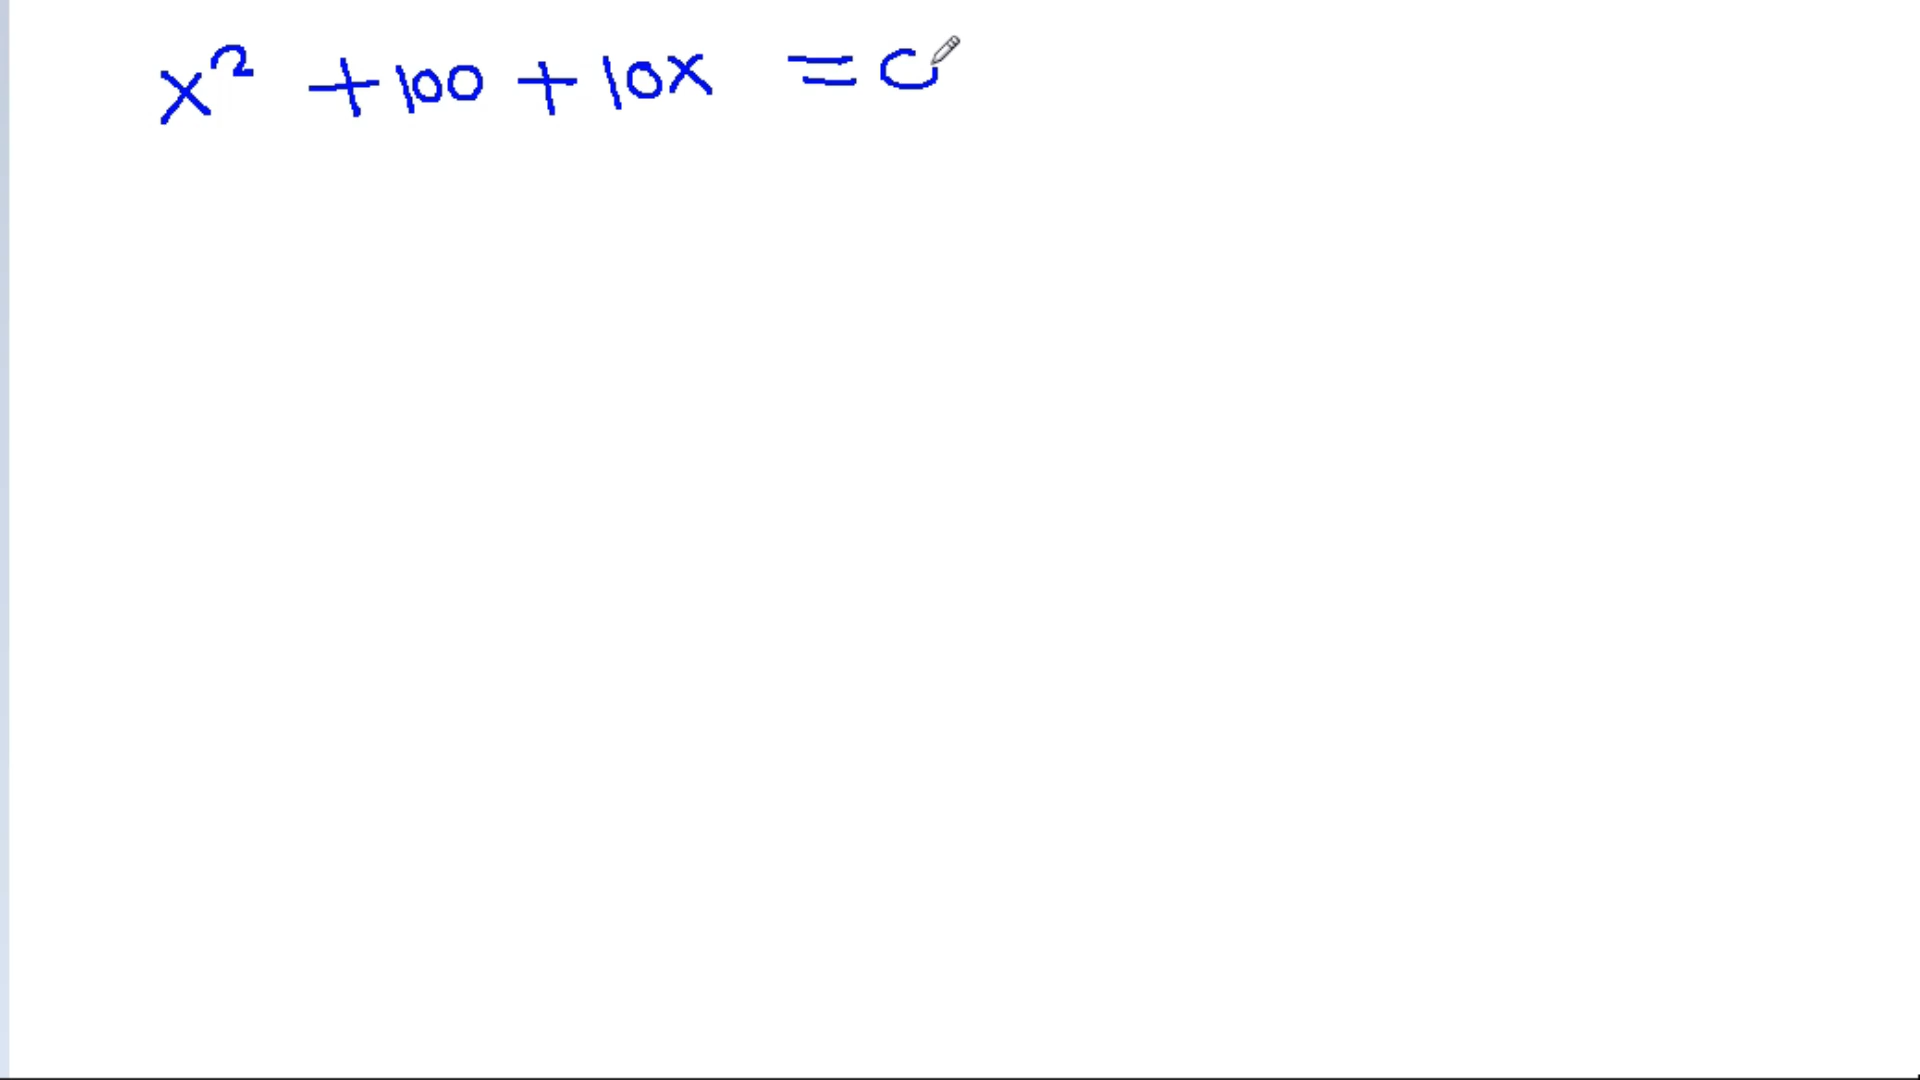 x² +100 + 10x = 0